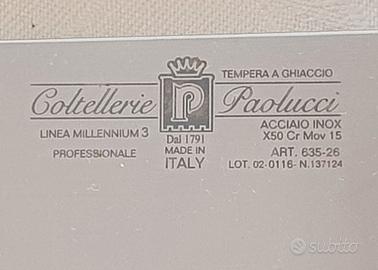 TEMPERA A GHIACCIO
Coltellerie P Paolucci
LINEA MILLENNIUM 3
PROFESSIONALE
Dal 1791
MADE IN
ITALY
ACCIAIO INOX
X50 Cr Mov 15
ART. 635-26
LOT. 02-0116- N.137124
subito